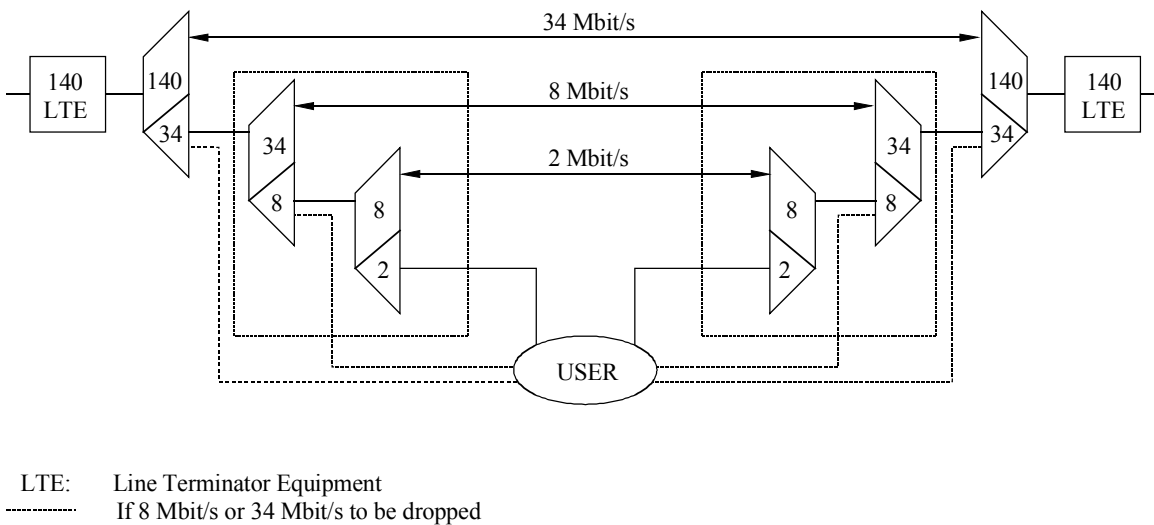 34 Mbit/s
140
LTE
140
34
8 Mbit/s
140
34
140
LTE
34
8
2 Mbit/s
34
8
8
2
8
2
USER
LTE: Line Terminator Equipment
If 8 Mbit/s or 34 Mbit/s to be dropped